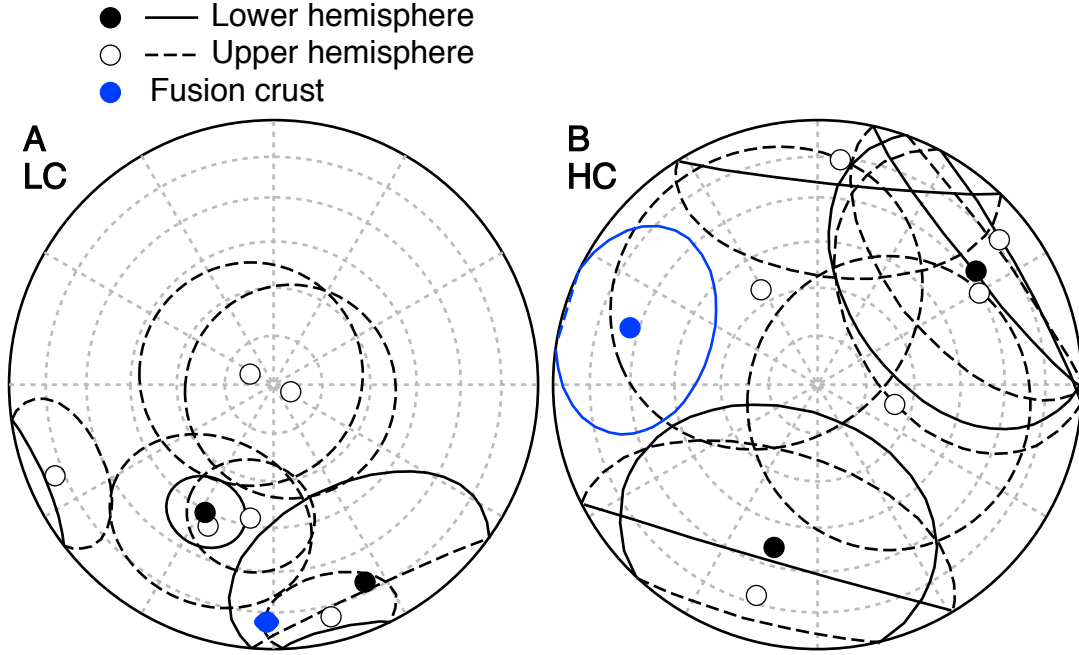 Lower hemisphere
Upper hemisphere
Fusion crust
A
LC
B
HC